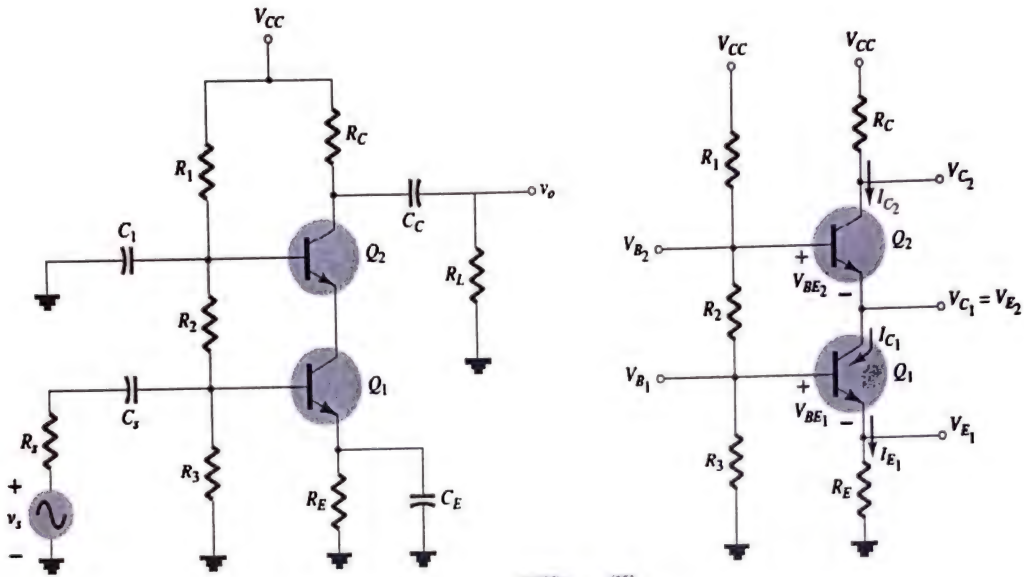 V_CC
R_C
R_1
v_o
C_C
C_1
Q_2
R_L
R_2
Q_1
C_s
R_s
R_3
R_E
C_E
+
v_s
−
V_CC
V_CC
R_C
R_1
V_C2
I_C2
V_B2
Q_2
+
V_BE2
−
R_2
V_C1 = V_E2
I_C1
V_B1
Q_1
+
V_BE1
−
V_E1
I_E1
R_3
R_E